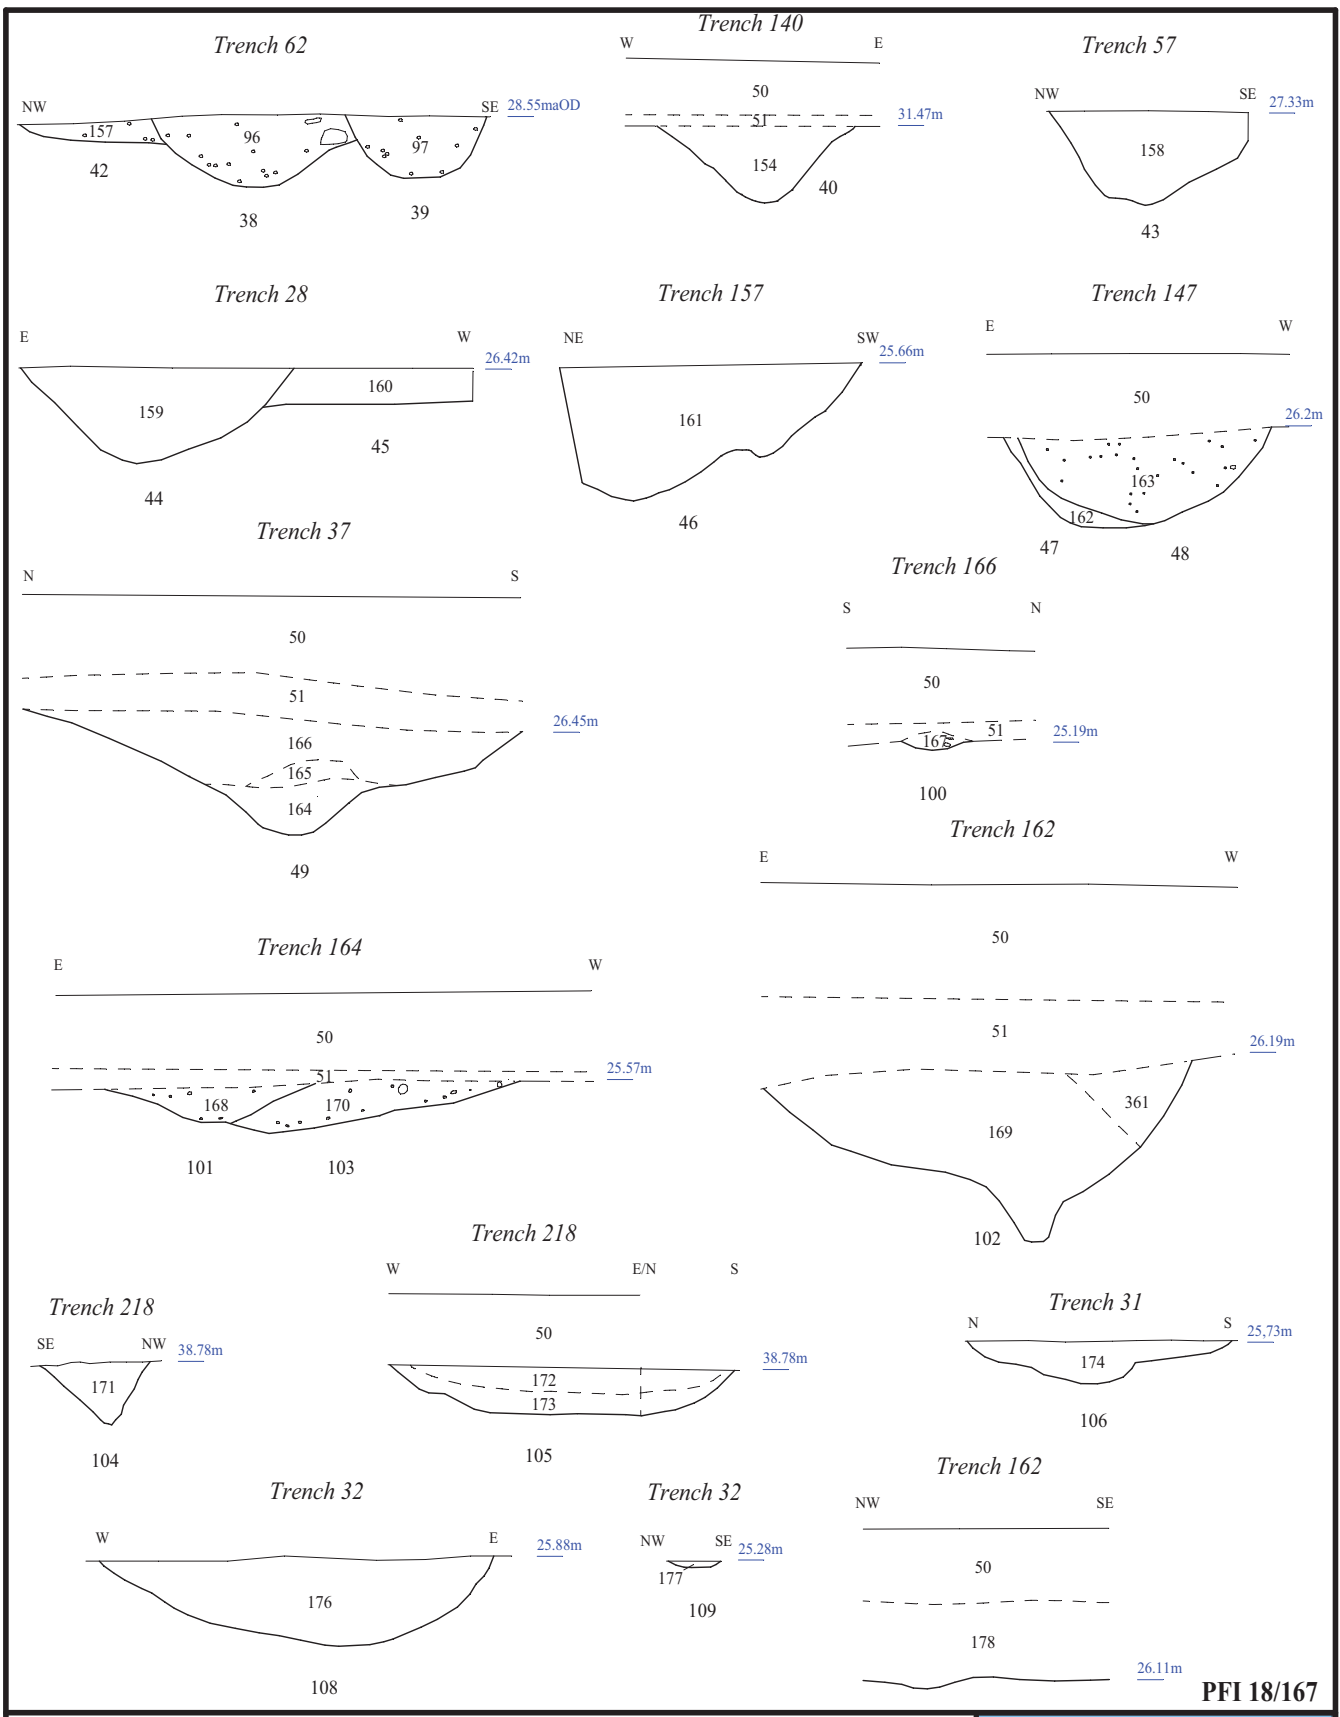 Trench 62
NW
SE
28.55maOD
157
96
97
42
38
39
Trench 140
W
E
50
31.47m
51
154
40
Trench 57
NW
SE
27.33m
158
43
Trench 28
E
W
26.42m
159
160
45
44
Trench 157
NE
SW
25.66m
161
46
Trench 147
E
W
50
26.2m
163
162
47
48
Trench 37
N
S
50
51
26.45m
166
165
164
49
Trench 166
S
N
50
51
25.19m
167
100
Trench 162
E
W
50
51
26.19m
361
169
102
Trench 164
E
W
50
25.57m
51
168
170
101
103
Trench 218
SE
NW
38.78m
171
104
Trench 218
W
E/N
S
50
38.78m
172
173
105
Trench 31
N
S
25,73m
174
106
Trench 32
W
E
25.88m
176
108
Trench 32
NW
SE
25.28m
177
109
Trench 162
NW
SE
50
178
26.11m
PFI 18/167